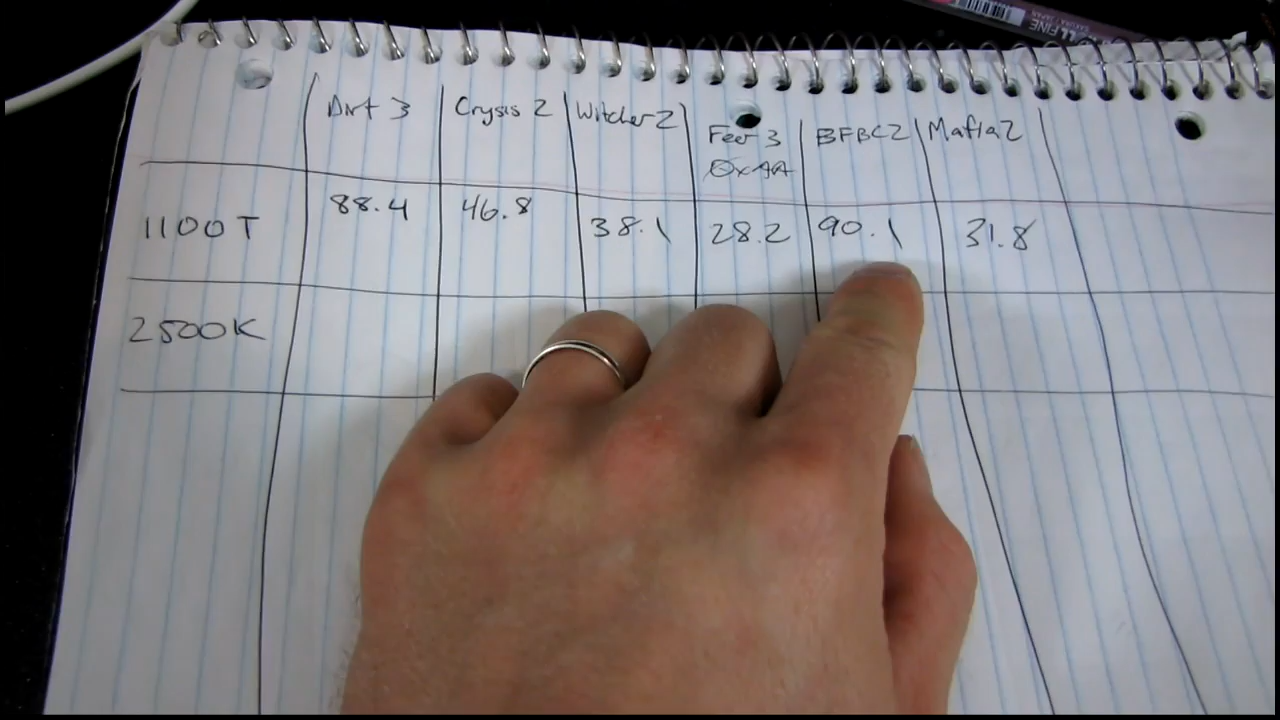 Dirt 3 Crysis 2 Witcher 2 Fear 3 BFBC2 Mafia 2
0xAA
1100T 88.4 46.8 38.1 28.2 90.1 31.8
2500K